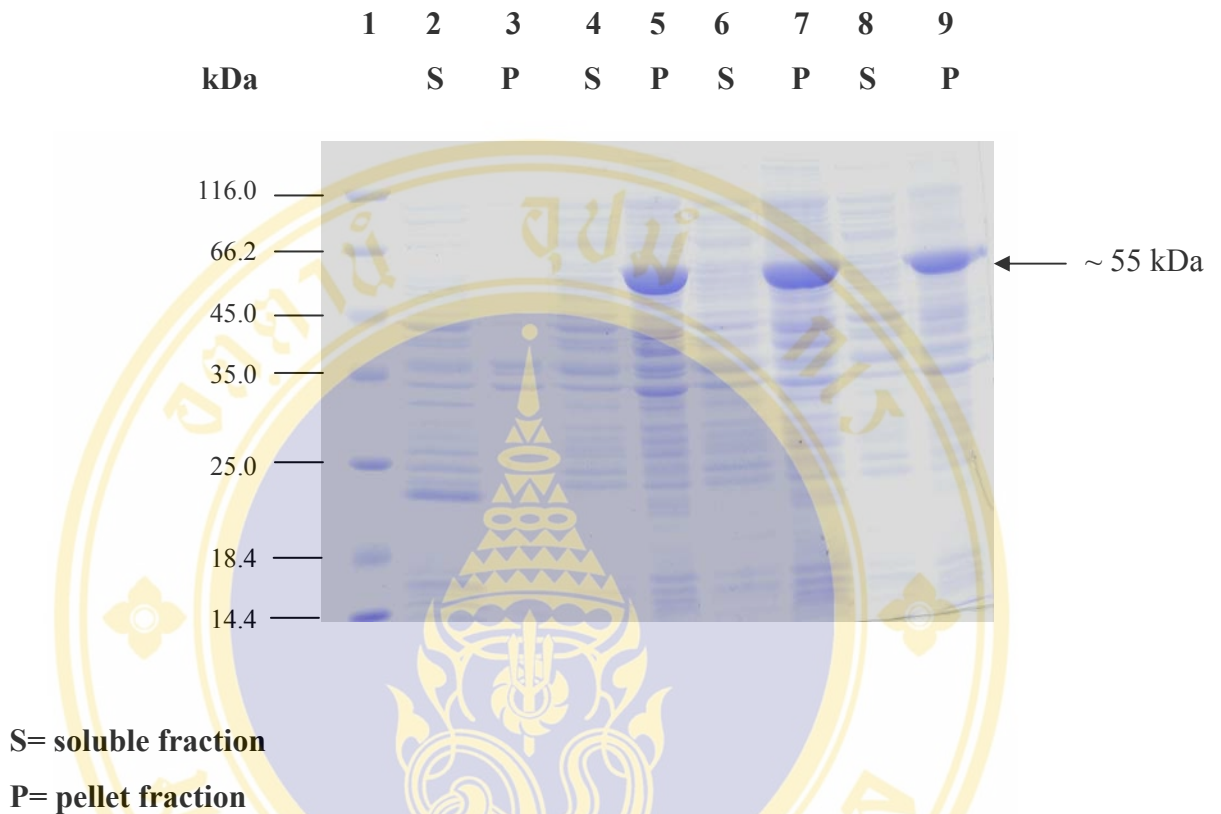 1 2 3 4 5 6 7 8 9
kDa S P S P S P S P
116.0
66.2
~ 55 kDa
45.0
35.0
25.0
18.4
14.4
S= soluble fraction
P= pellet fraction